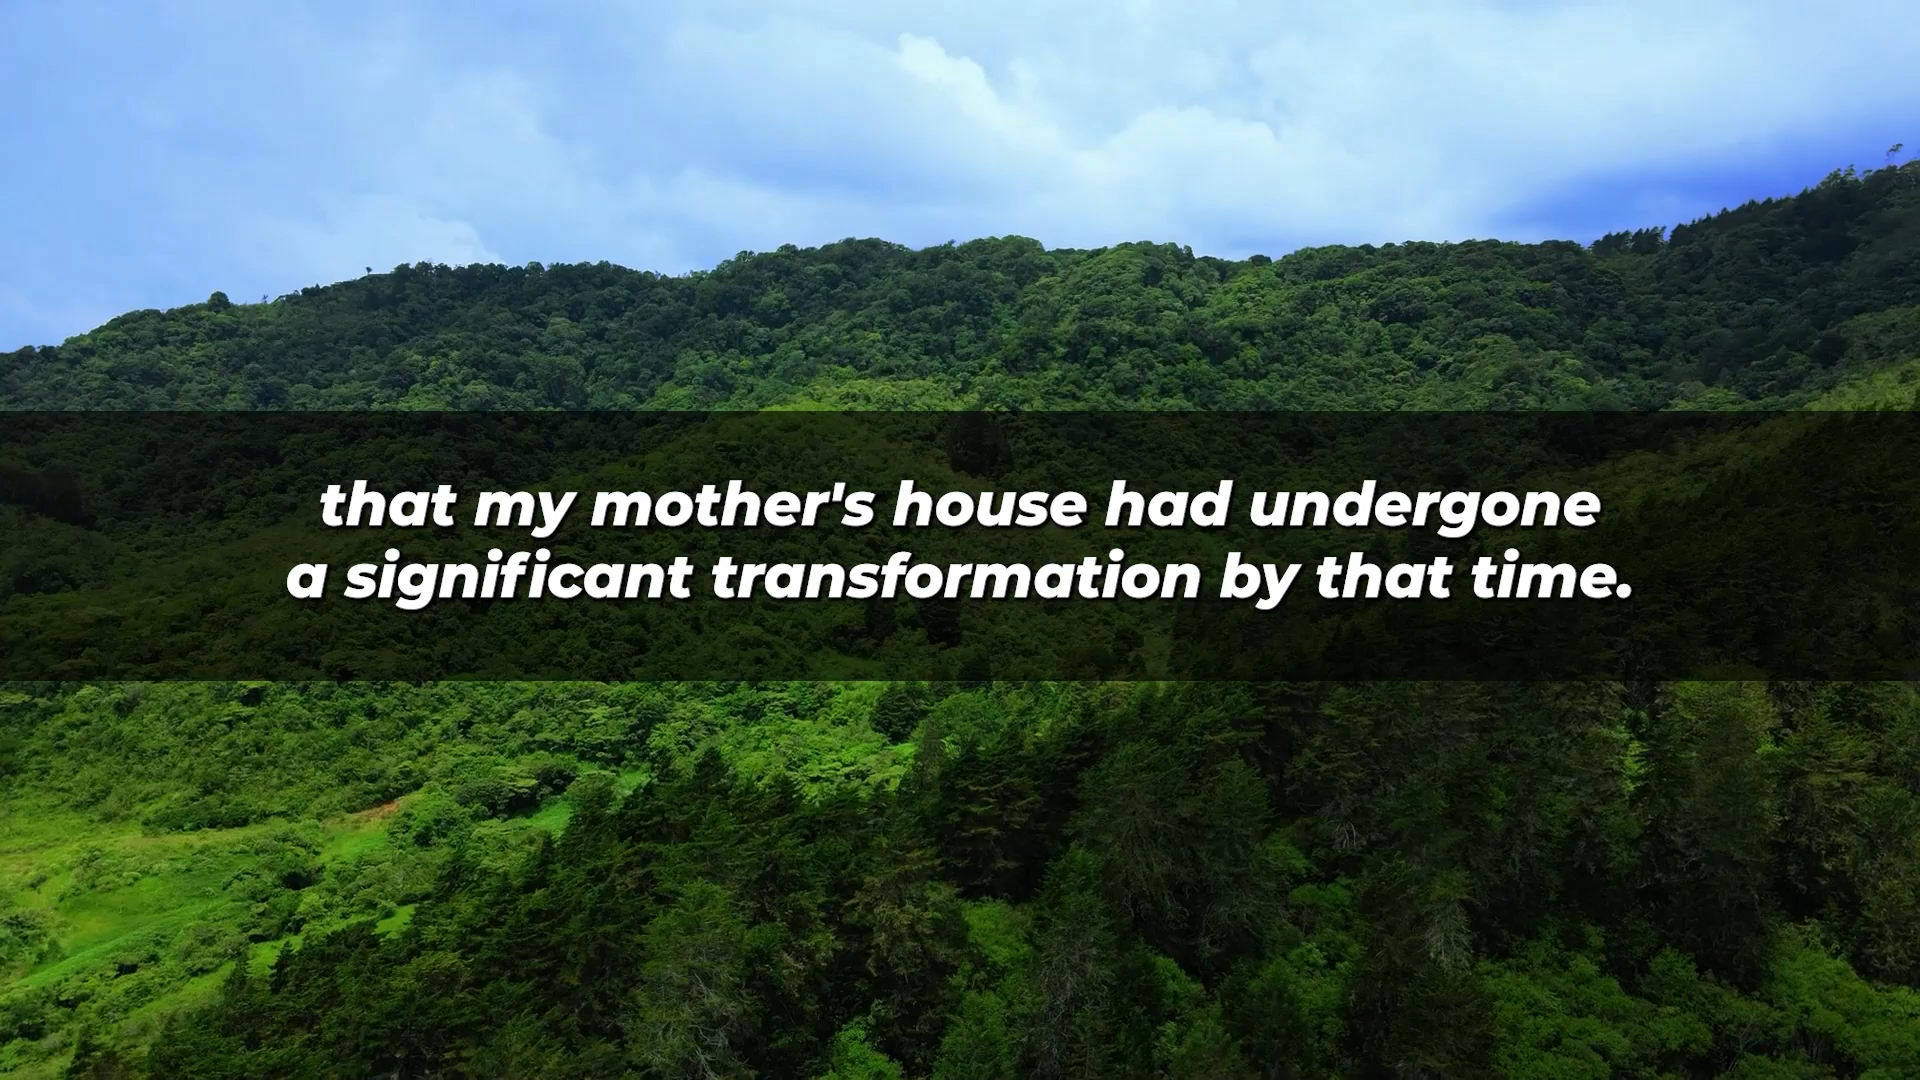 that my mother's house had undergone
a significant transformation by that time.